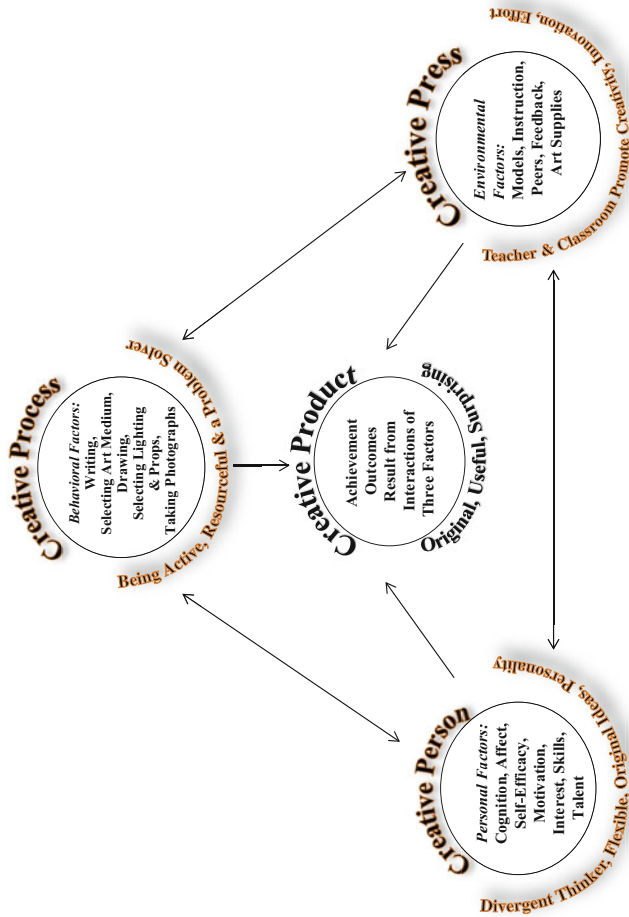 Creative Process
Behavioral Factors:
Writing,
Selecting Art Medium,
Drawing,
Selecting Lighting
& Props,
Taking Photographs
Being Active, Resourceful & a Problem Solver
Creative Product
Achievement
Outcomes
Result from
Interactions of
Three Factors
Original, Useful, Surprising
Creative Person
Personal Factors:
Cognition, Affect,
Self-Efficacy,
Motivation,
Interest, Skills,
Talent
Divergent Thinker, Flexible, Original Ideas, Personality
Creative Press
Environmental
Factors:
Models, Instruction,
Peers, Feedback,
Art Supplies
Teacher & Classroom Promote Creativity, Innovation, Effort